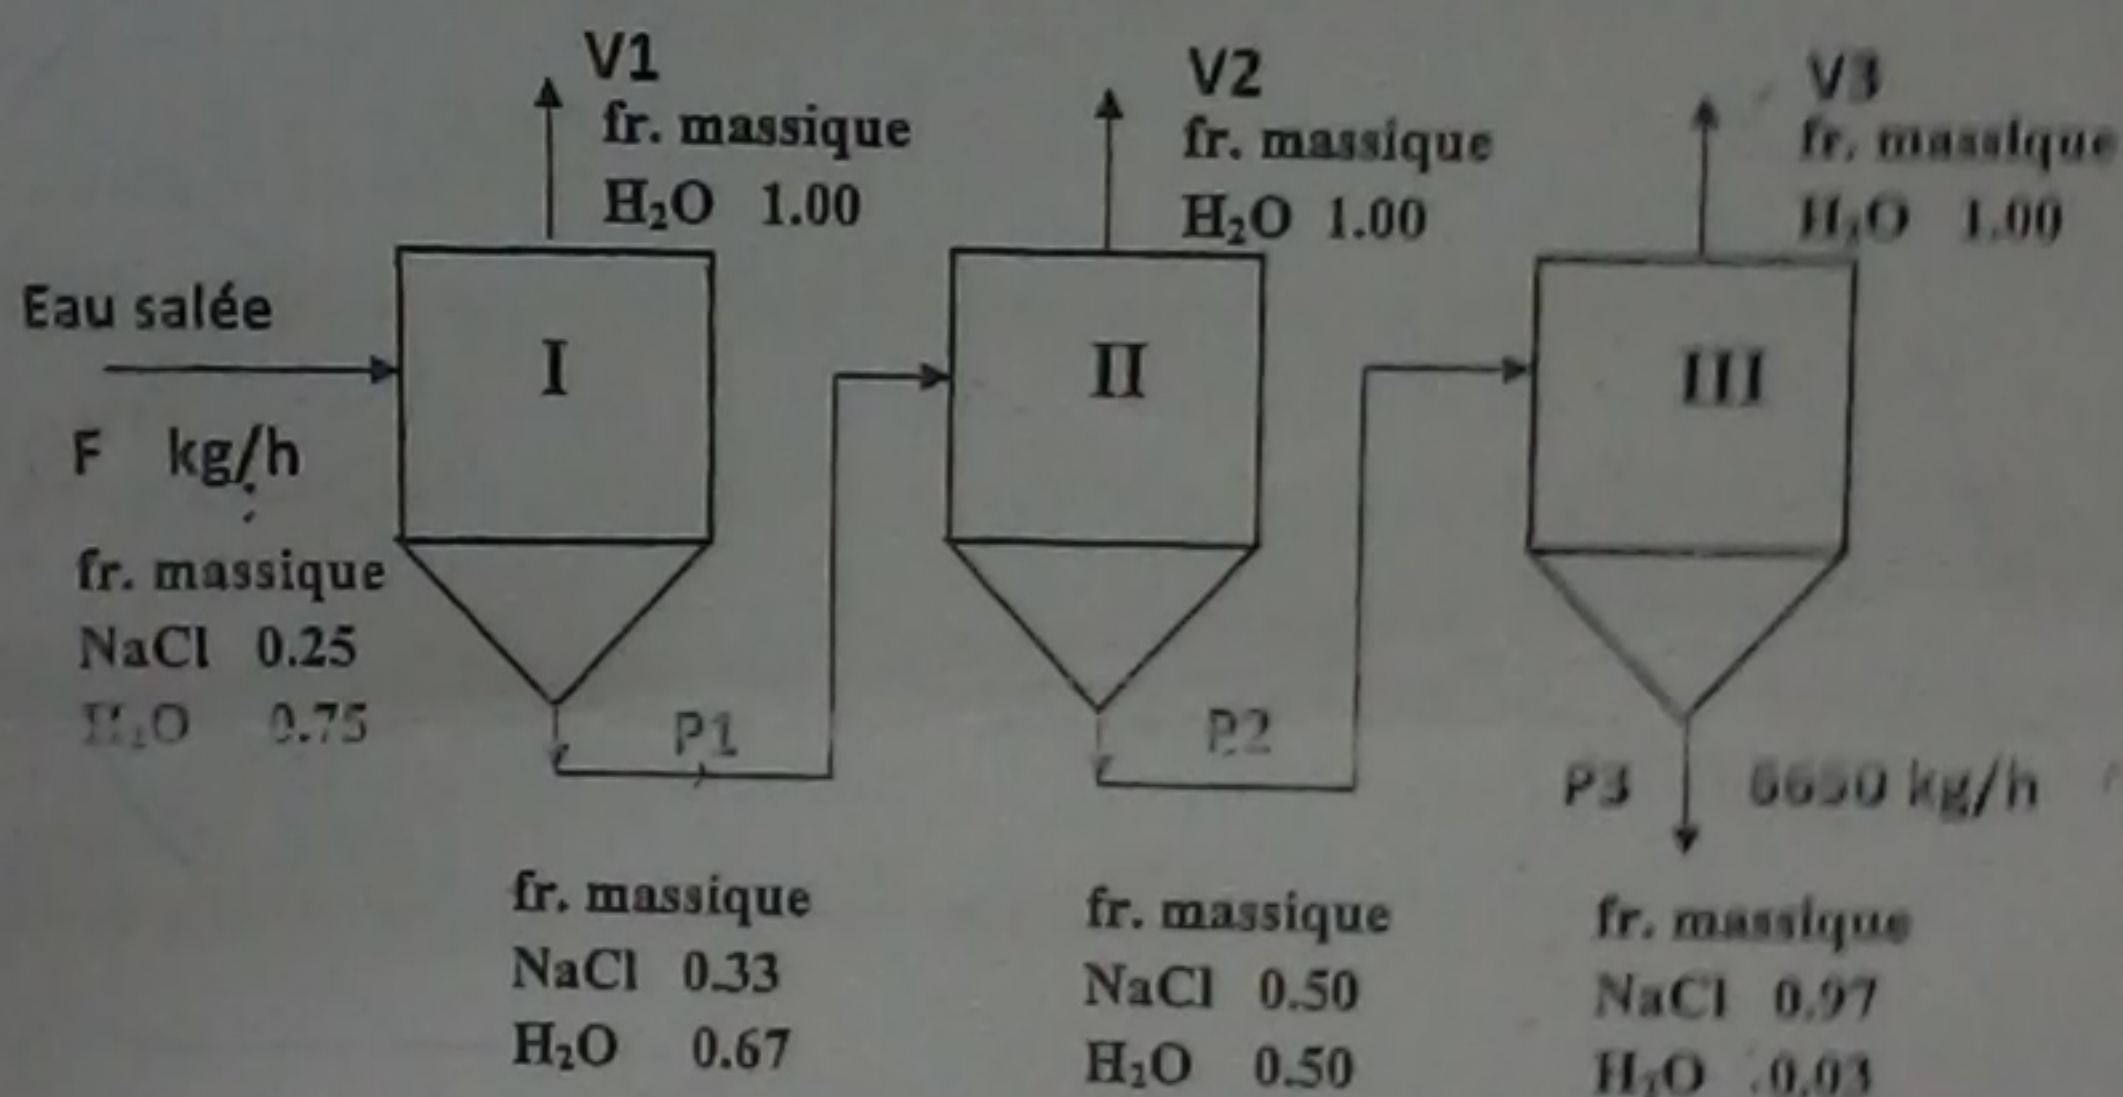 V1
fr. massique
H₂O 1.00
V2
fr. massique
H₂O 1.00
V3
fr. massique
H₂O 1.00
Eau salée
F kg/h
fr. massique
NaCl 0.25
H₂O 0.75
I
II
III
P1
P2
P3 kg/h
fr. massique
NaCl 0.33
H₂O 0.67
fr. massique
NaCl 0.50
H₂O 0.50
fr. massique
NaCl 0.97
H₂O 0.03